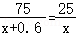 75/(x+0.6) = 25/x